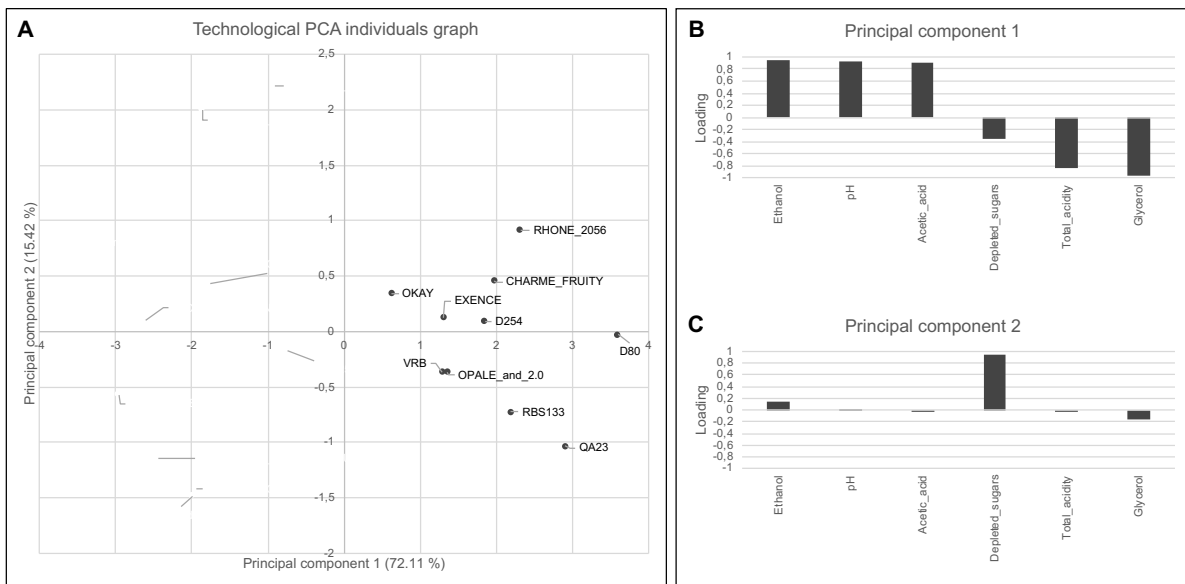 A
Technological PCA individuals graph
Principal component 2 (15.42 %)
2,5
2
1,5
1
0,5
0
-0,5
-1
-1,5
-2
-4
-3
-2
-1
0
1
2
3
4
RHONE_2056
CHARME_FRUITY
OKAY
EXENCE
D254
D80
VRB
OPALE_and_2.0
RBS133
QA23
Principal component 1 (72.11 %)
B
Principal component 1
Loading
1
0,8
0,6
0,4
0,2
0
-0,2
-0,4
-0,6
-0,8
-1
Ethanol
pH
Acetic_acid
Depleted_sugars
Total_acidity
Glycerol
C
Principal component 2
Loading
1
0,8
0,6
0,4
0,2
0
-0,2
-0,4
-0,6
-0,8
-1
Ethanol
pH
Acetic_acid
Depleted_sugars
Total_acidity
Glycerol